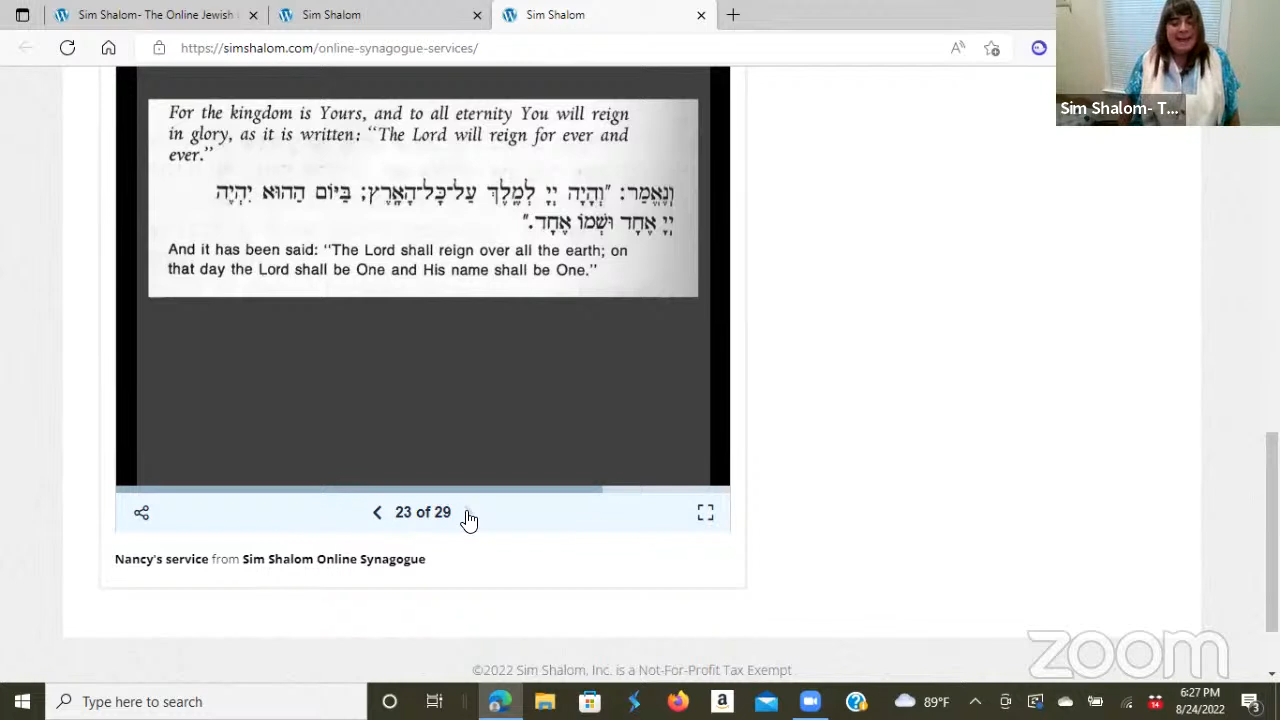 Sim Shalom- The Online Jewish
Sim Shalom
Sim Shalom
https://simshalom.com/online-synagogue-services/
Sim Shalom- T...
For the kingdom is Yours, and to all eternity You will reign
in glory, as it is written: ‘‘The Lord will reign for ever and
ever.’’
וְנֶאֱמַר: "וְהָיָה יְיָ לְמֶלֶךְ עַל־כָּל־הָאָרֶץ; בַּיּוֹם הַהוּא יִהְיֶה
יְיָ אֶחָד וּשְׁמוֹ אֶחָד."
And it has been said: ‘‘The Lord shall reign over all the earth; on
that day the Lord shall be One and His name shall be One.’’
23 of 29
Nancy's service from Sim Shalom Online Synagogue
zoom
©2022 Sim Shalom, Inc. is a Not-For-Profit Tax Exempt
Type here to search
89°F
14
6:27 PM
8/24/2022
3